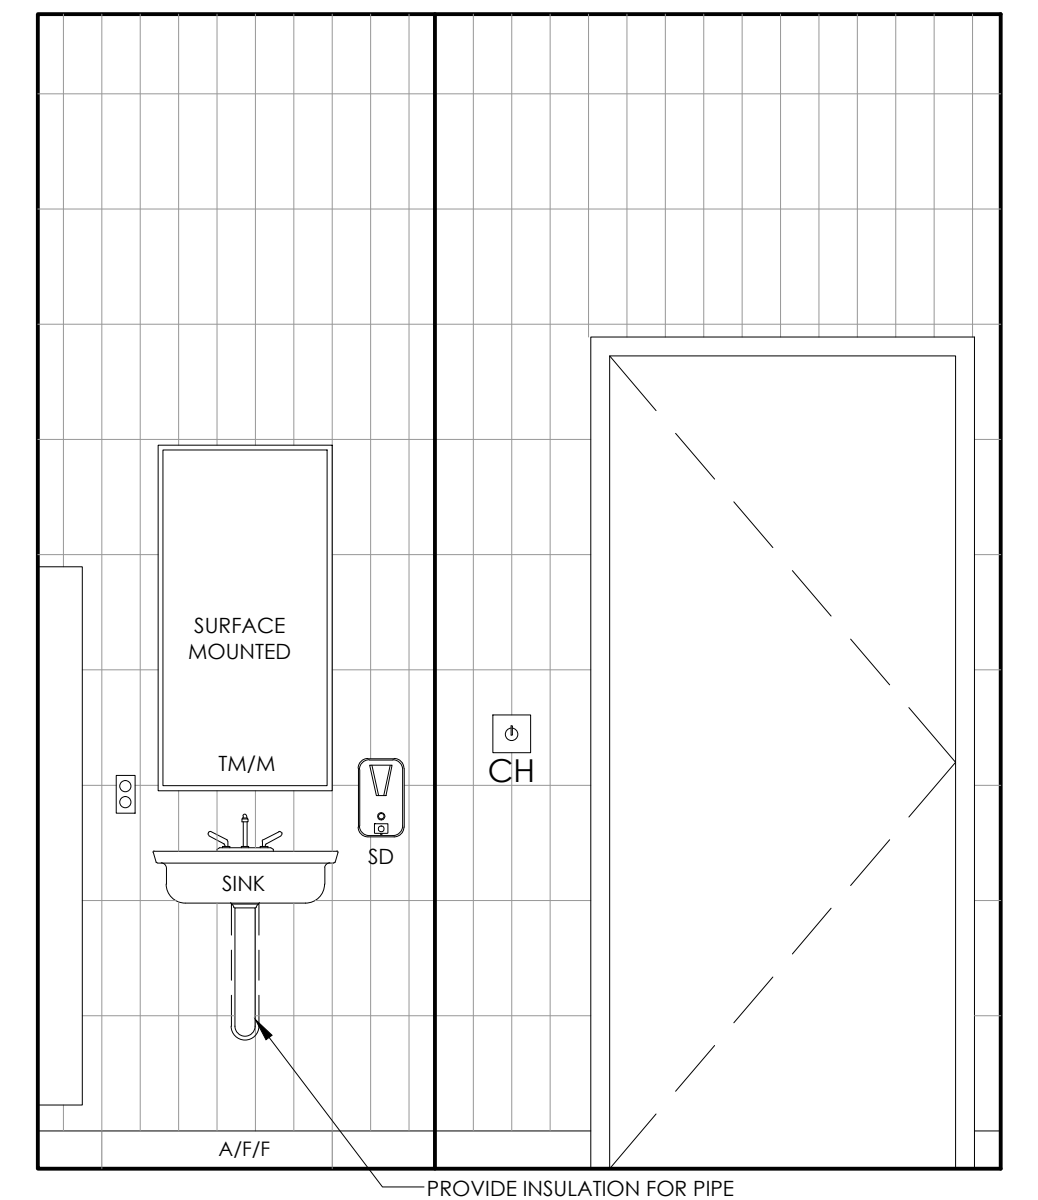 SURFACE
MOUNTED
TM/M
CH
SD
SINK
A/F/F
PROVIDE INSULATION FOR PIPE